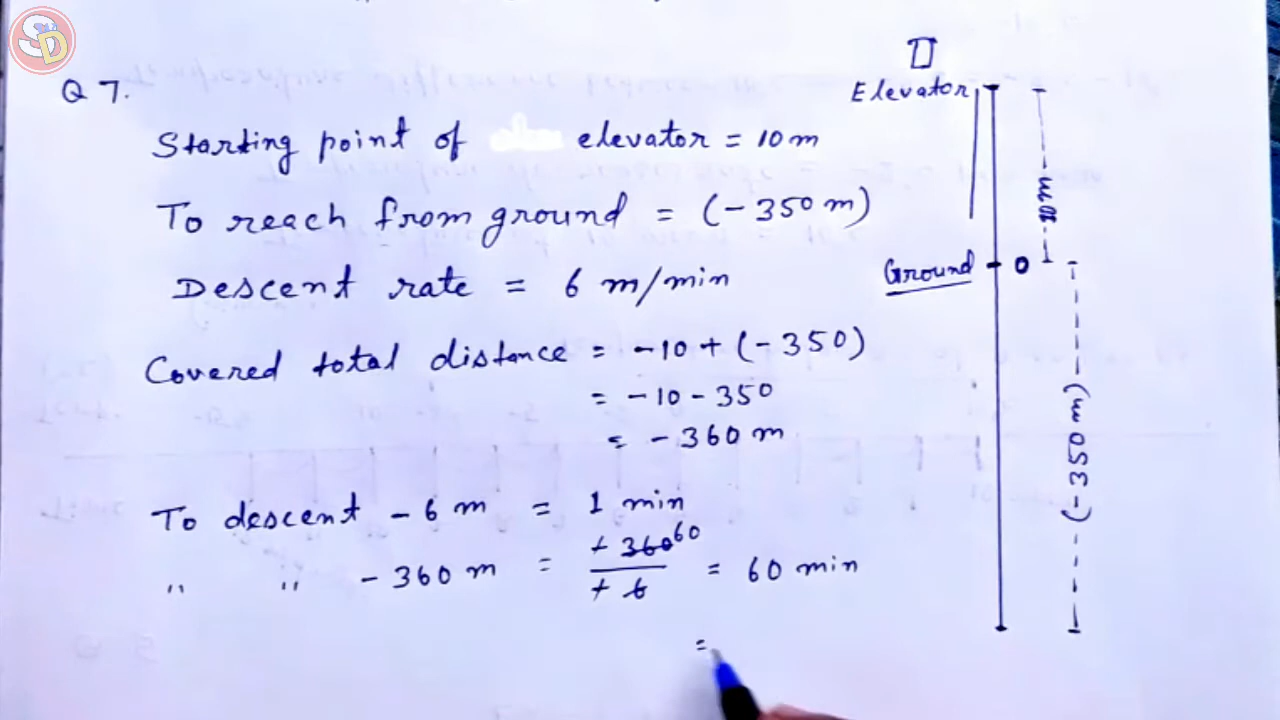 SD
Q 7.
Starting point of elevator = 10 m
To reach from ground = (-350 m)
Descent rate = 6 m/min
Covered total distance = -10 + (-350)
= -10 - 350
= -360 m
To descent -6 m = 1 min
" " -360 m = + 360 60 / + 6 = 60 min
=
Elevator
Ground 0
(-350 m)